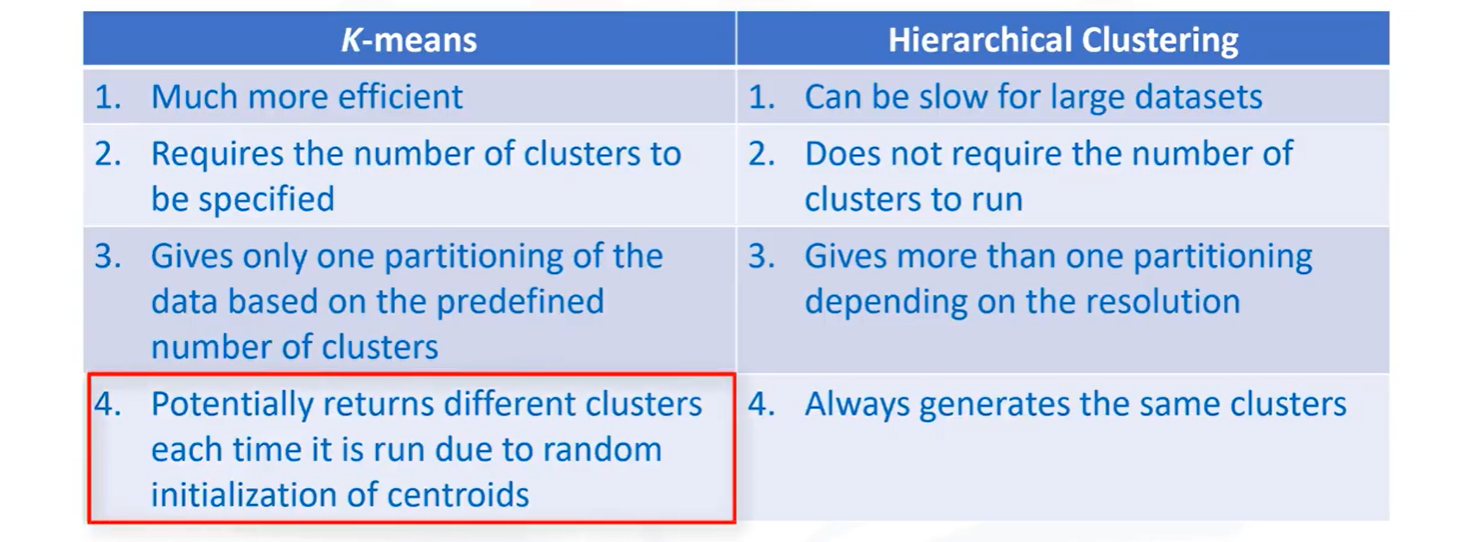 K-means
Hierarchical Clustering
1. Much more efficient
1. Can be slow for large datasets
2. Requires the number of clusters to
be specified
2. Does not require the number of
clusters to run
3. Gives only one partitioning of the
data based on the predefined
number of clusters
3. Gives more than one partitioning
depending on the resolution
4. Potentially returns different clusters
each time it is run due to random
initialization of centroids
4. Always generates the same clusters